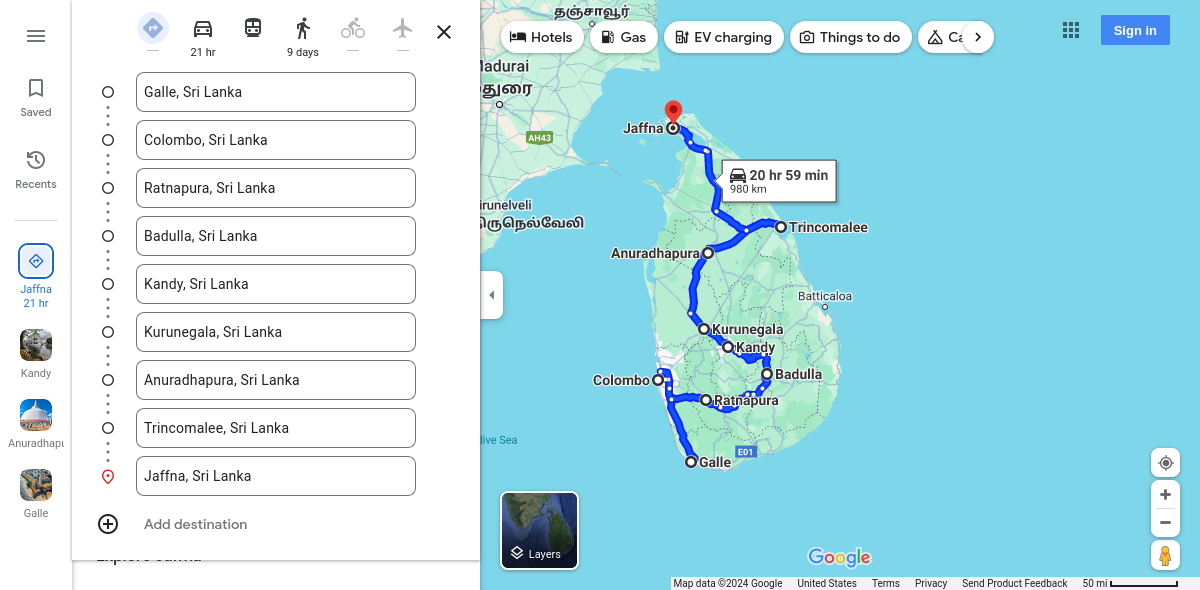 21 hr
9 days
Saved
Recents
Jaffna
21 hr
Kandy
Anuradhapu
Galle
Galle, Sri Lanka
Colombo, Sri Lanka
Ratnapura, Sri Lanka
Badulla, Sri Lanka
Kandy, Sri Lanka
Kurunegala, Sri Lanka
Anuradhapura, Sri Lanka
Trincomalee, Sri Lanka
Jaffna, Sri Lanka
Add destination
Hotels
Gas
EV charging
Things to do
Ca
Sign in
தஞ்சாவூர்
Madurai
துரை
AH43
irunelveli
ிருநெல்வேலி
Jaffna
20 hr 59 min
980 km
Trincomalee
Anuradhapura
Batticaloa
Kurunegala
Kandy
Badulla
Colombo
Ratnapura
dive Sea
E01
Galle
Layers
Google
Map data ©2024 Google
United States
Terms
Privacy
Send Product Feedback
50 mi